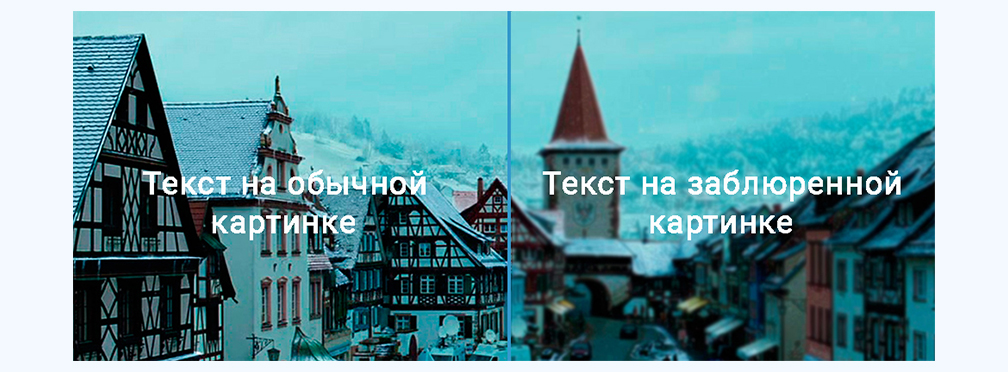 Текст на обычной
картинке
Текст на заблюренной
картинке